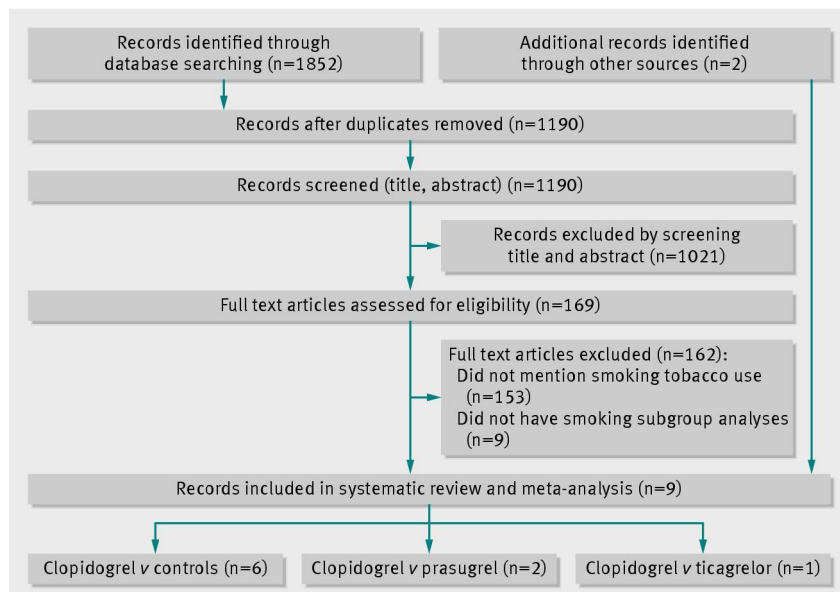 Records identified through
database searching (n=1852)
Additional records identified
through other sources (n=2)
Records after duplicates removed (n=1190)
Records screened (title, abstract) (n=1190)
Records excluded by screening
title and abstract (n=1021)
Full text articles assessed for eligibility (n=169)
Full text articles excluded (n=162):
Did not mention smoking tobacco use
(n=153)
Did not have smoking subgroup analyses
(n=9)
Records included in systematic review and meta-analysis (n=9)
Clopidogrel v controls (n=6)
Clopidogrel v prasugrel (n=2)
Clopidogrel v ticagrelor (n=1)